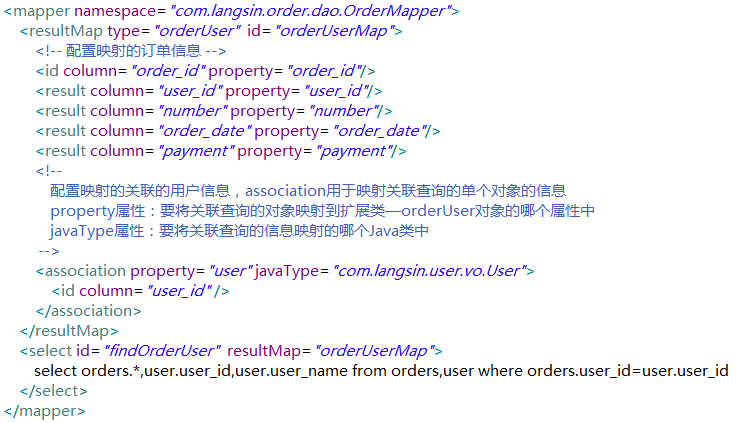 <mapper namespace="com.langsin.order.dao.OrderMapper">
<resultMap type="orderUser" id="orderUserMap">
<!-- 配置映射的订单信息 -->
<id column="order_id" property="order_id"/>
<result column="user_id" property="user_id"/>
<result column="number" property="number"/>
<result column="order_date" property="order_date"/>
<result column="payment" property="payment"/>
<!--
配置映射的关联的用户信息，association用于映射关联查询的单个对象的信息
property属性：要将关联查询的对象映射到扩展类—orderUser对象的哪个属性中
javaType属性：要将关联查询的信息映射的哪个Java类中
-->
<association property="user" javaType="com.langsin.user.vo.User">
<id column="user_id" />
</association>
</resultMap>
<select id="findOrderUser" resultMap="orderUserMap">
select orders.*,user.user_id,user.user_name from orders,user where orders.user_id=user.user_id
</select>
</mapper>